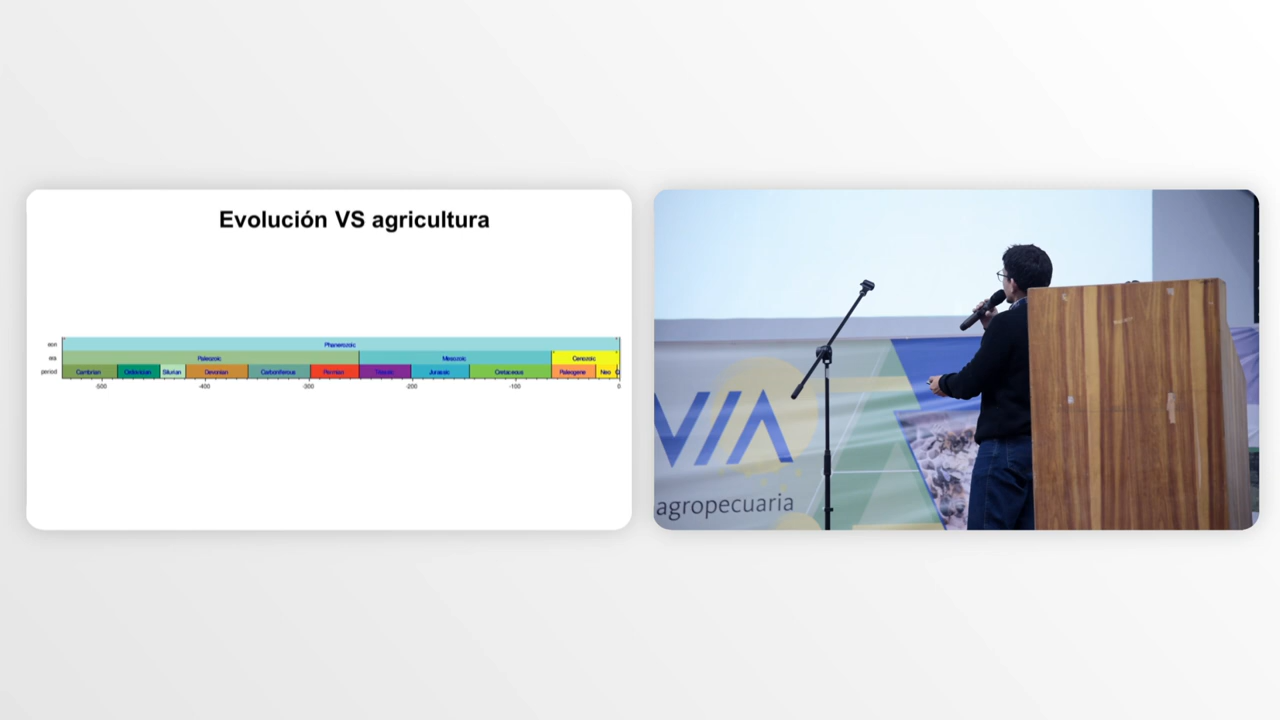 Evolución VS agricultura
eon
Phanerozoic
era
Paleozoic
Mesozoic
Cenozoic
period
Cambrian
Ordovician
Silurian
Devonian
Carboniferous
Permian
Triassic
Jurassic
Cretaceous
Paleogene
Neo
Q
-500
-400
-300
-200
-100
0
VIA
agropecuaria